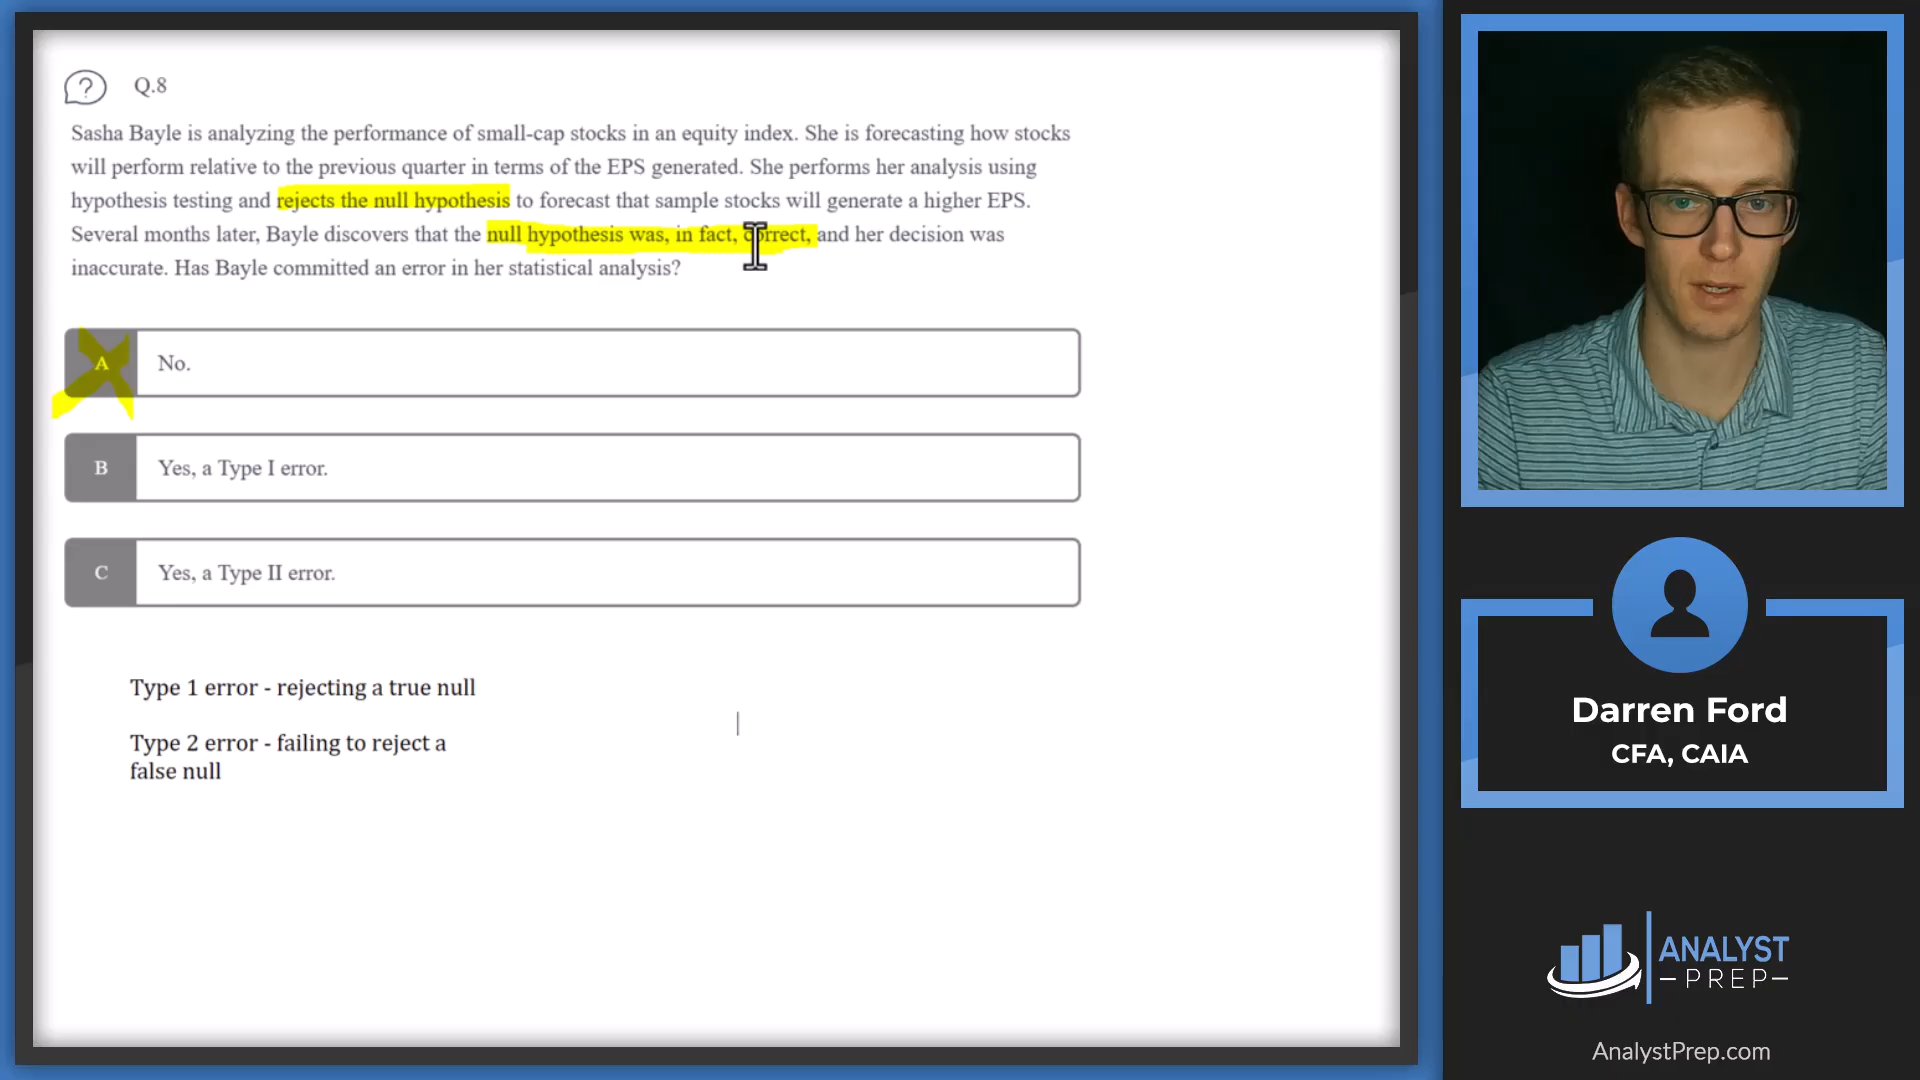 ?
Q.8
Sasha Bayle is analyzing the performance of small-cap stocks in an equity index. She is forecasting how stocks
will perform relative to the previous quarter in terms of the EPS generated. She performs her analysis using
hypothesis testing and rejects the null hypothesis to forecast that sample stocks will generate a higher EPS.
Several months later, Bayle discovers that the null hypothesis was, in fact, correct, and her decision was
inaccurate. Has Bayle committed an error in her statistical analysis?
A No.
B Yes, a Type I error.
C Yes, a Type II error.
Type 1 error - rejecting a true null
Type 2 error - failing to reject a
false null
Darren Ford
CFA, CAIA
ANALYST
PREP
AnalystPrep.com